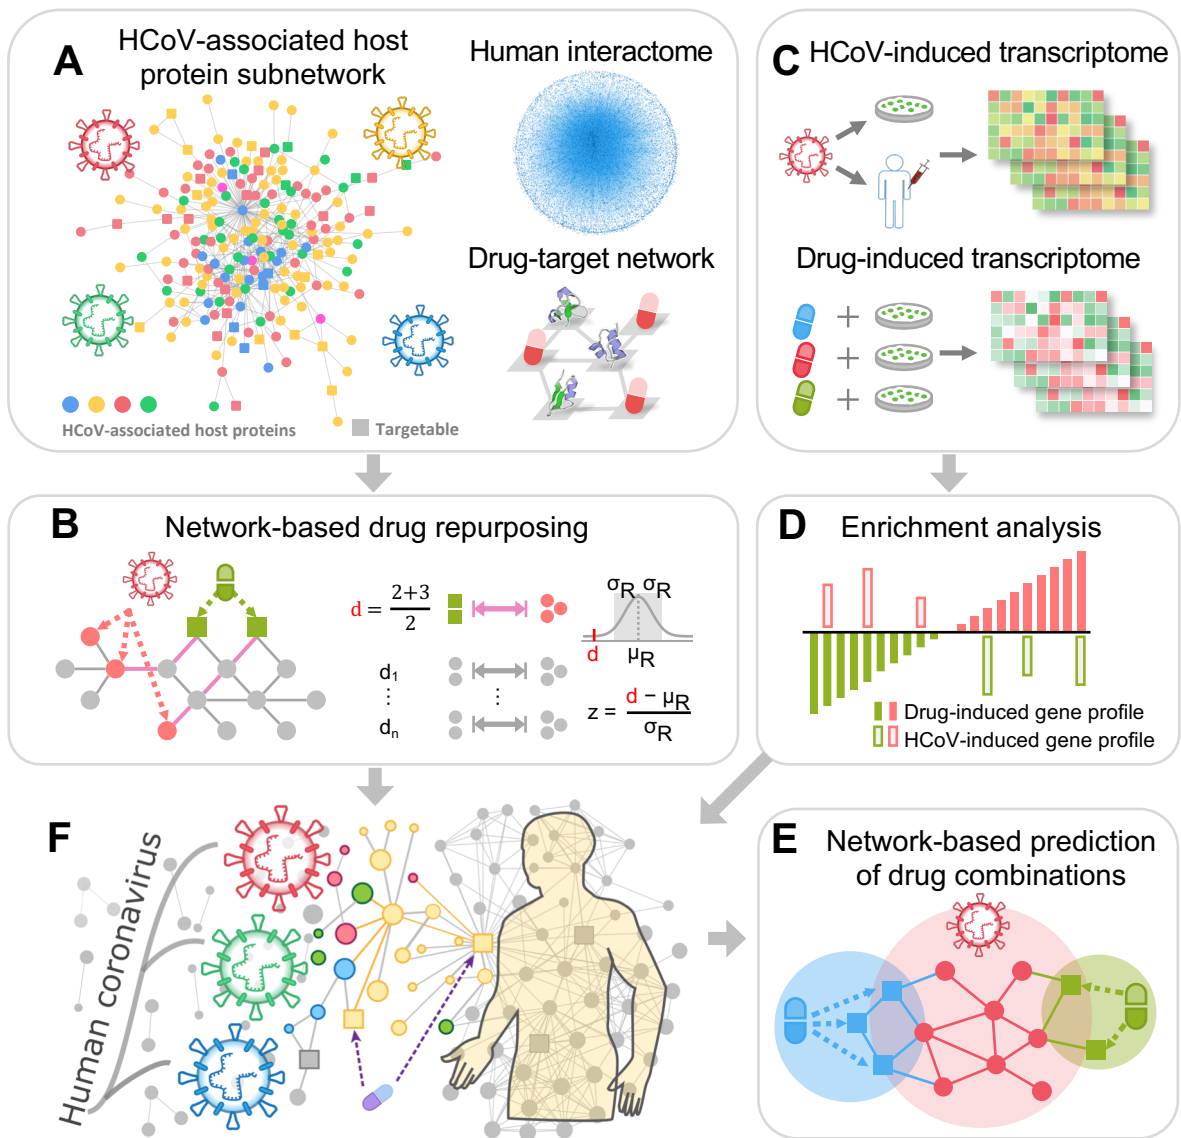 A
HCoV-associated host
protein subnetwork
Human interactome
Drug-target network
HCoV-associated host proteins
Targetable
C
HCoV-induced transcriptome
Drug-induced transcriptome
+
+
+
B
Network-based drug repurposing
d = 2+3
2
d₁
⋮
dₙ
⋮
σR σR
d
μR
z = d − μR
σR
D
Enrichment analysis
Drug-induced gene profile
HCoV-induced gene profile
F
Human coronavirus
E
Network-based prediction
of drug combinations